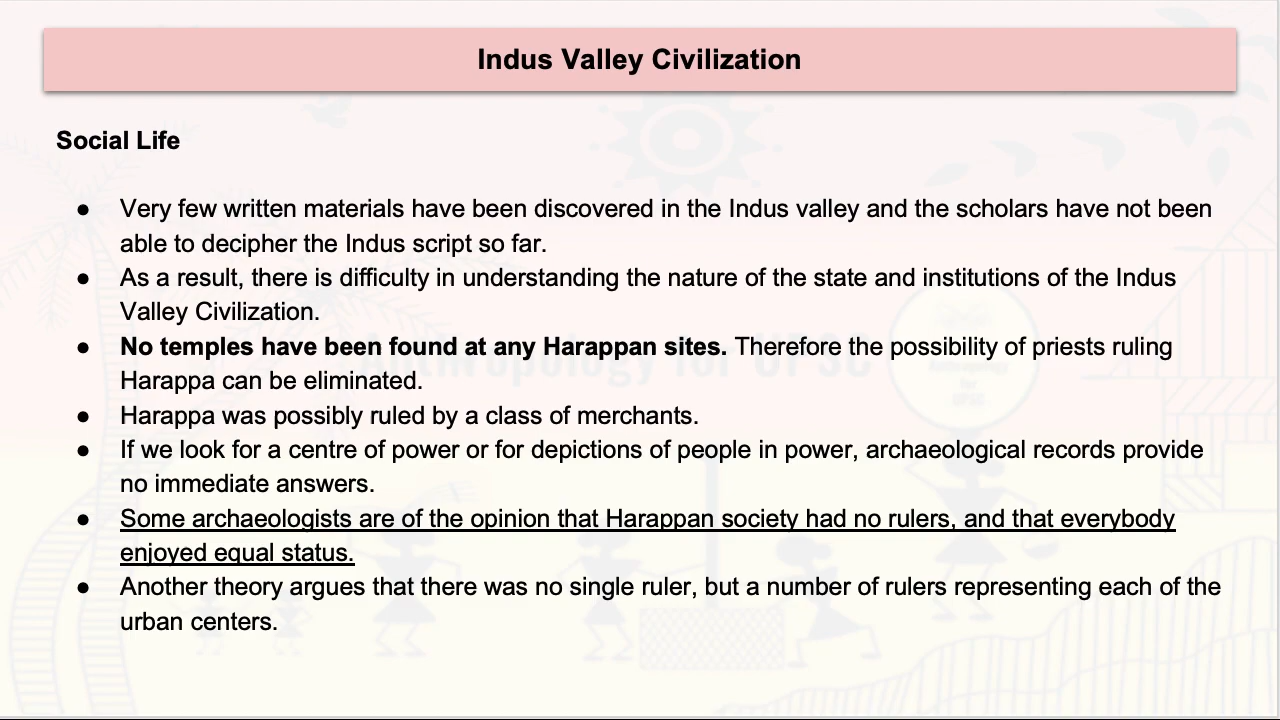 Indus Valley Civilization
Social Life
● Very few written materials have been discovered in the Indus valley and the scholars have not been
able to decipher the Indus script so far.
● As a result, there is difficulty in understanding the nature of the state and institutions of the Indus
Valley Civilization.
● No temples have been found at any Harappan sites. Therefore the possibility of priests ruling
Harappa can be eliminated.
● Harappa was possibly ruled by a class of merchants.
● If we look for a centre of power or for depictions of people in power, archaeological records provide
no immediate answers.
● Some archaeologists are of the opinion that Harappan society had no rulers, and that everybody
enjoyed equal status.
● Another theory argues that there was no single ruler, but a number of rulers representing each of the
urban centers.
Anthropology for UPSC
Anthropology
for
UPSC